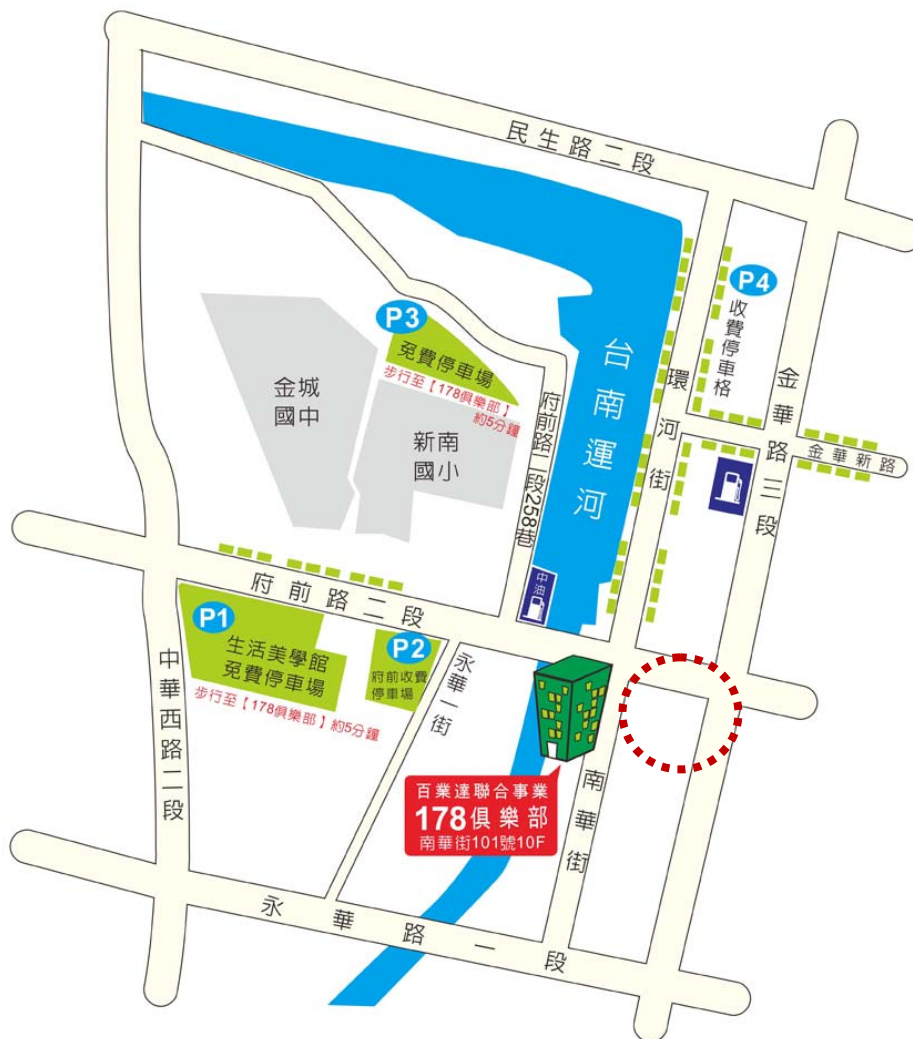 民生路二段
P4
收費停車格
P3
免費停車場
步行至【178俱樂部】
約5分鐘
台南運河
環河街
金華路三段
金華新路
金城
國中
新南
國小
府前路二段258巷
中油
府前路二段
P1
生活美學館
免費停車場
步行至【178俱樂部】約5分鐘
P2
府前收費
停車場
永華一街
中華西路二段
百業達聯合事業
178俱樂部
南華街101號10F
南華街
永華路一段